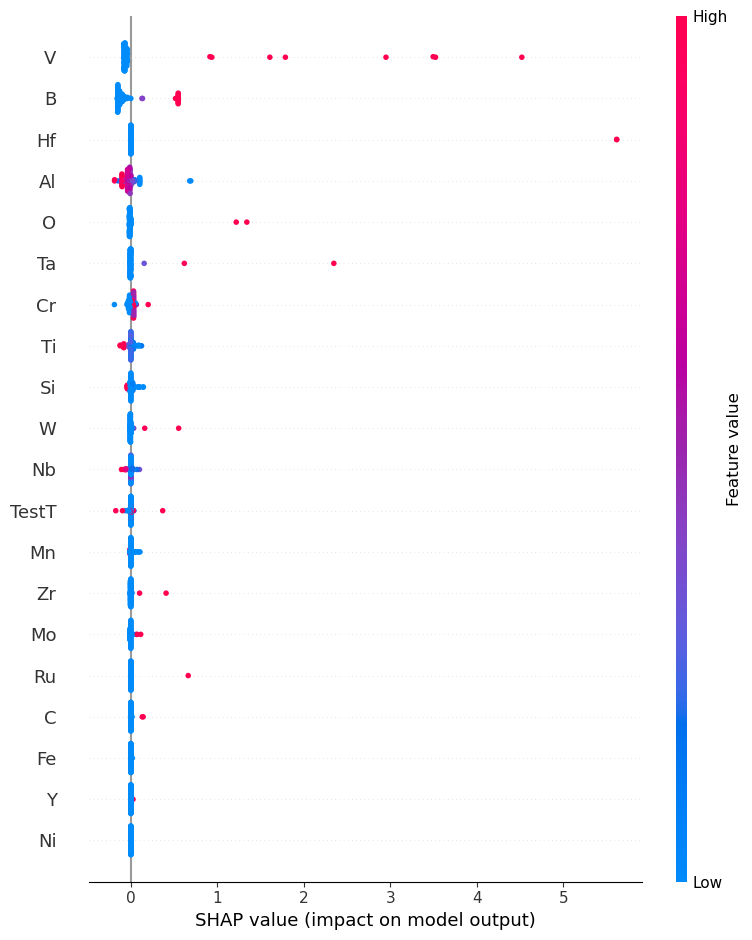 High
V
B
Hf
Al
O
Ta
Cr
Ti
Si
W
Nb
TestT
Mn
Zr
Mo
Ru
C
Fe
Y
Ni
Feature value
Low
0 1 2 3 4 5
SHAP value (impact on model output)